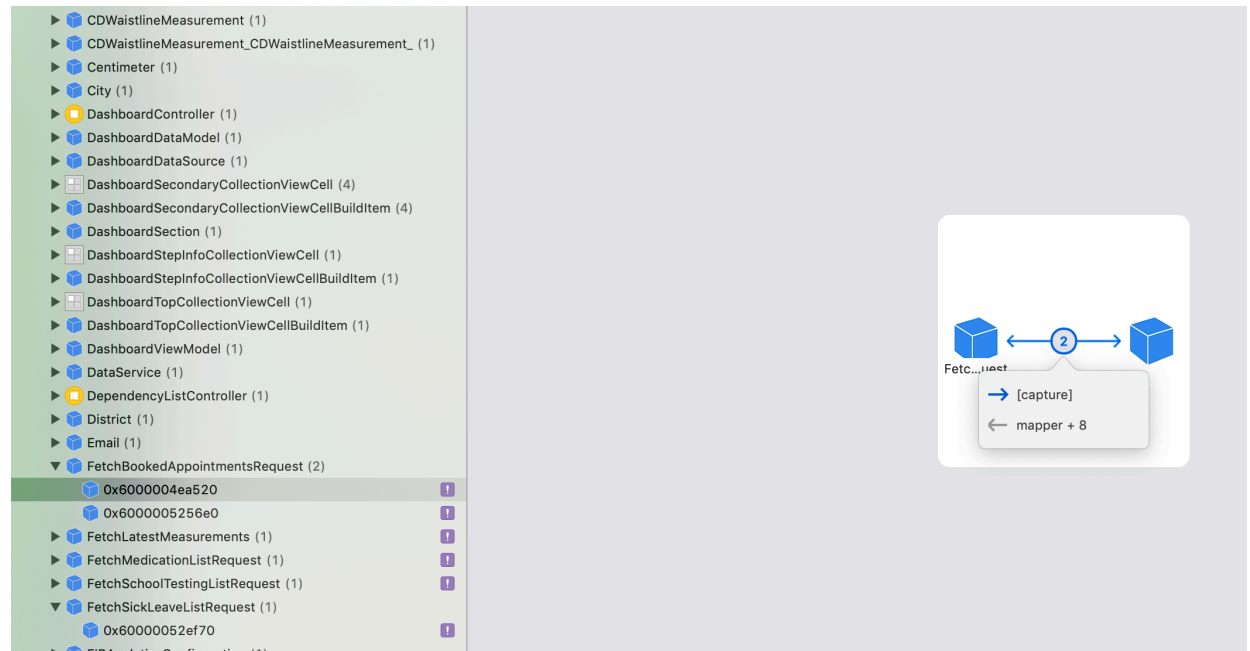 CDWaistlineMeasurement (1)
CDWaistlineMeasurement_CDWaistlineMeasurement_ (1)
Centimeter (1)
City (1)
DashboardController (1)
DashboardDataModel (1)
DashboardDataSource (1)
DashboardSecondaryCollectionViewCell (4)
DashboardSecondaryCollectionViewCellBuildItem (4)
DashboardSection (1)
DashboardStepInfoCollectionViewCell (1)
DashboardStepInfoCollectionViewCellBuildItem (1)
DashboardTopCollectionViewCell (1)
DashboardTopCollectionViewCellBuildItem (1)
DashboardViewModel (1)
DataService (1)
DependencyListController (1)
District (1)
Email (1)
FetchBookedAppointmentsRequest (2)
0x6000004ea520
0x6000005256e0
FetchLatestMeasurements (1)
FetchMedicationListRequest (1)
FetchSchoolTestingListRequest (1)
FetchSickLeaveListRequest (1)
0x60000052ef70
2
Fetc...uest
[capture]
mapper + 8